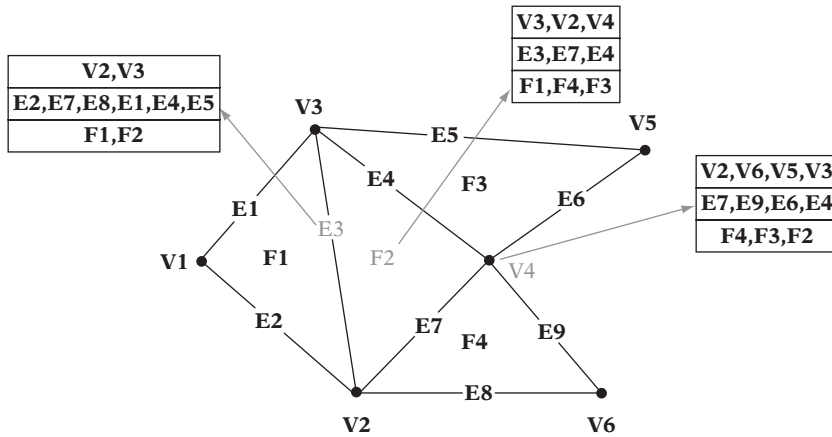 V3,V2,V4
E3,E7,E4
F1,F4,F3
V2,V3
E2,E7,E8,E1,E4,E5
F1,F2
V3
E5
V5
V2,V6,V5,V3
E7,E9,E6,E4
F4,F3,F2
E4
F3
E6
E1
E3
V1
F1
F2
V4
E2
E7
F4
E9
E8
V2
V6